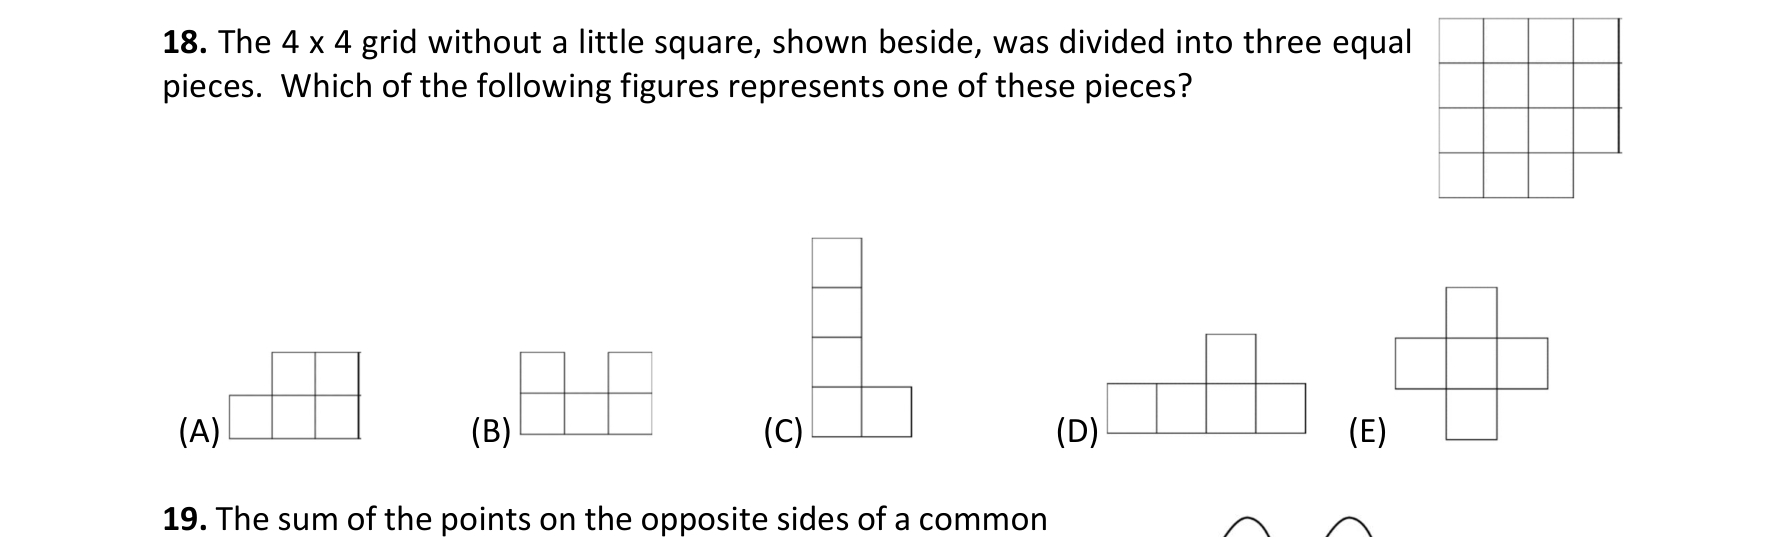 18. The 4 x 4 grid without a little square, shown beside, was divided into three equal
pieces. Which of the following figures represents one of these pieces?
(A) (B) (C) (D) (E)
19. The sum of the points on the opposite sides of a common